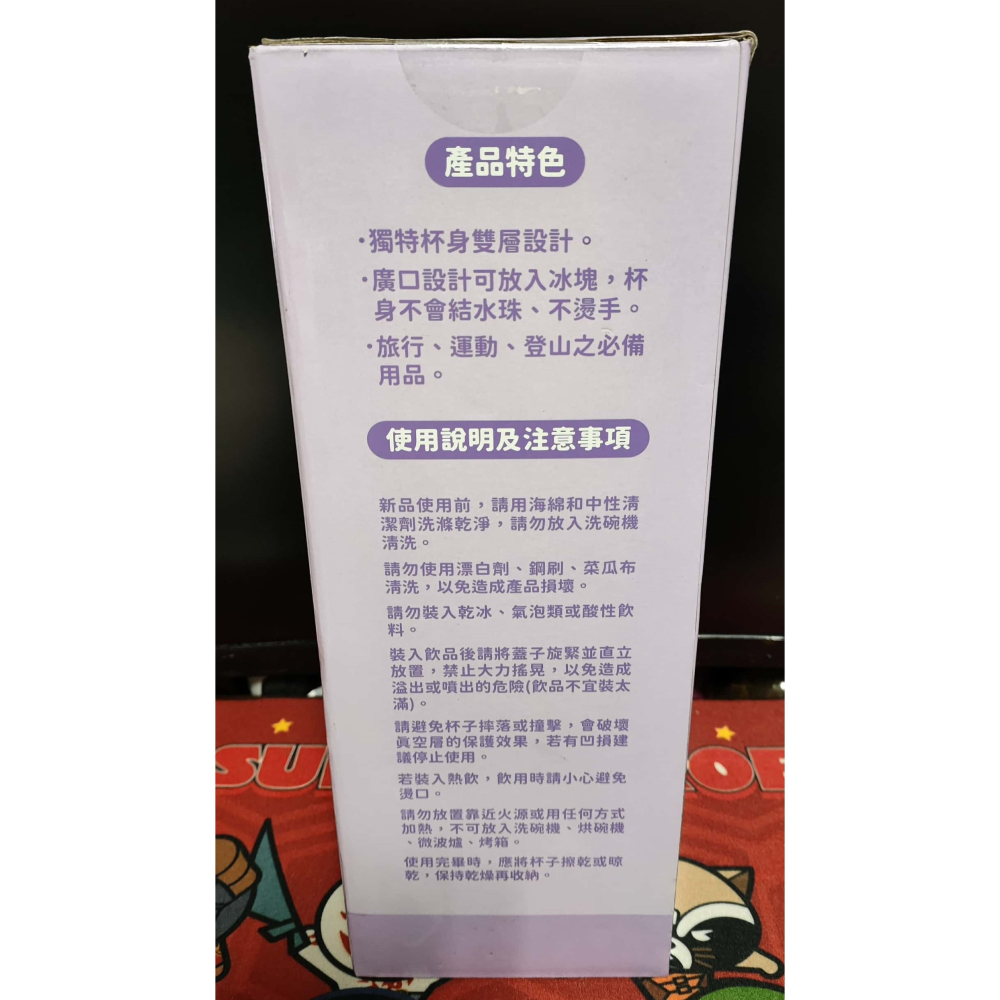 產品特色
·獨特杯身雙層設計。
·廣口設計可放入冰塊，杯
身不會結水珠、不燙手。
·旅行、運動、登山之必備
用品。
使用說明及注意事項
新品使用前，請用海綿和中性清
潔劑洗滌乾淨，請勿放入洗碗機
清洗。
請勿使用漂白劑、鋼刷、菜瓜布
清洗，以免造成產品損壞。
請勿裝入乾冰、氣泡類或酸性飲
料。
裝入飲品後請將蓋子旋緊並直立
放置，禁止大力搖晃，以免造成
溢出或噴出的危險(飲品不宜裝太
滿)。
請避免杯子摔落或撞擊，會破壞
真空層的保護效果，若有凹損建
議停止使用。
若裝入熱飲，飲用時請小心避免
燙口。
請勿放置靠近火源或用任何方式
加熱，不可放入洗碗機、烘碗機
、微波爐、烤箱。
使用完畢時，應將杯子擦乾或晾
乾，保持乾燥再收納。